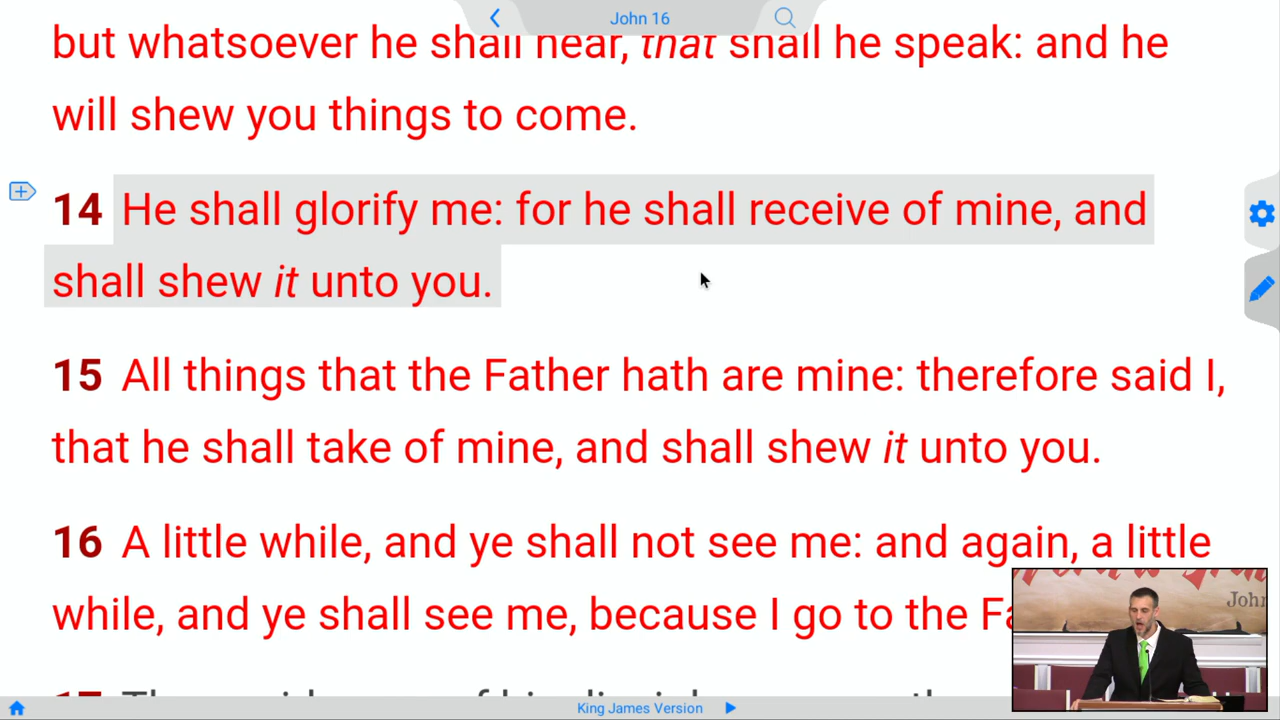 John 16
but whatsoever he shall hear, that shall he speak: and he
will shew you things to come.
14 He shall glorify me: for he shall receive of mine, and
shall shew it unto you.
15 All things that the Father hath are mine: therefore said I,
that he shall take of mine, and shall shew it unto you.
16 A little while, and ye shall not see me: and again, a little
while, and ye shall see me, because I go to the Fa
John
King James Version